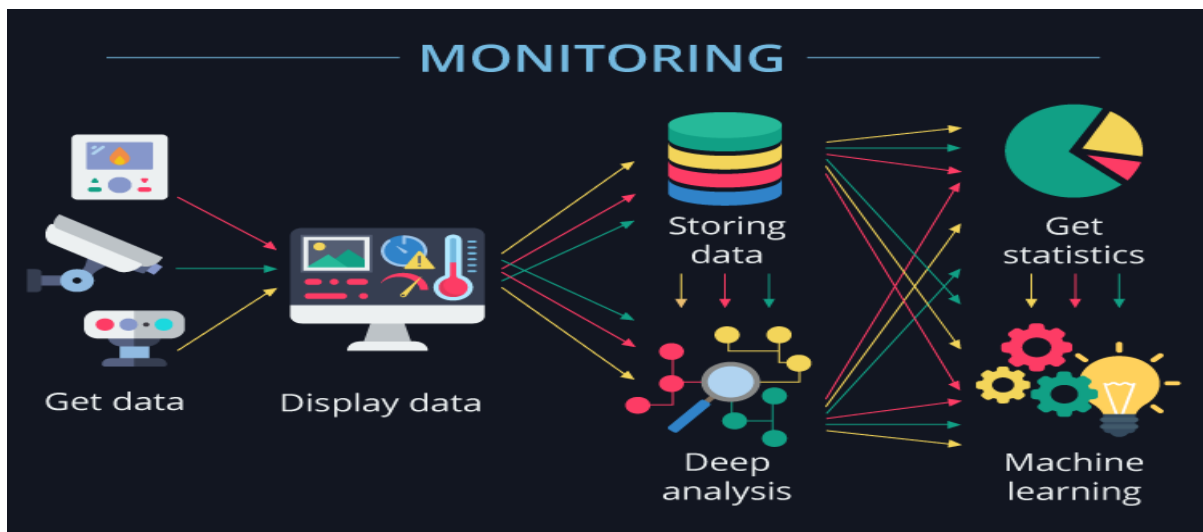 MONITORING
Get data
Display data
Storing
data
Deep
analysis
Get
statistics
Machine
learning